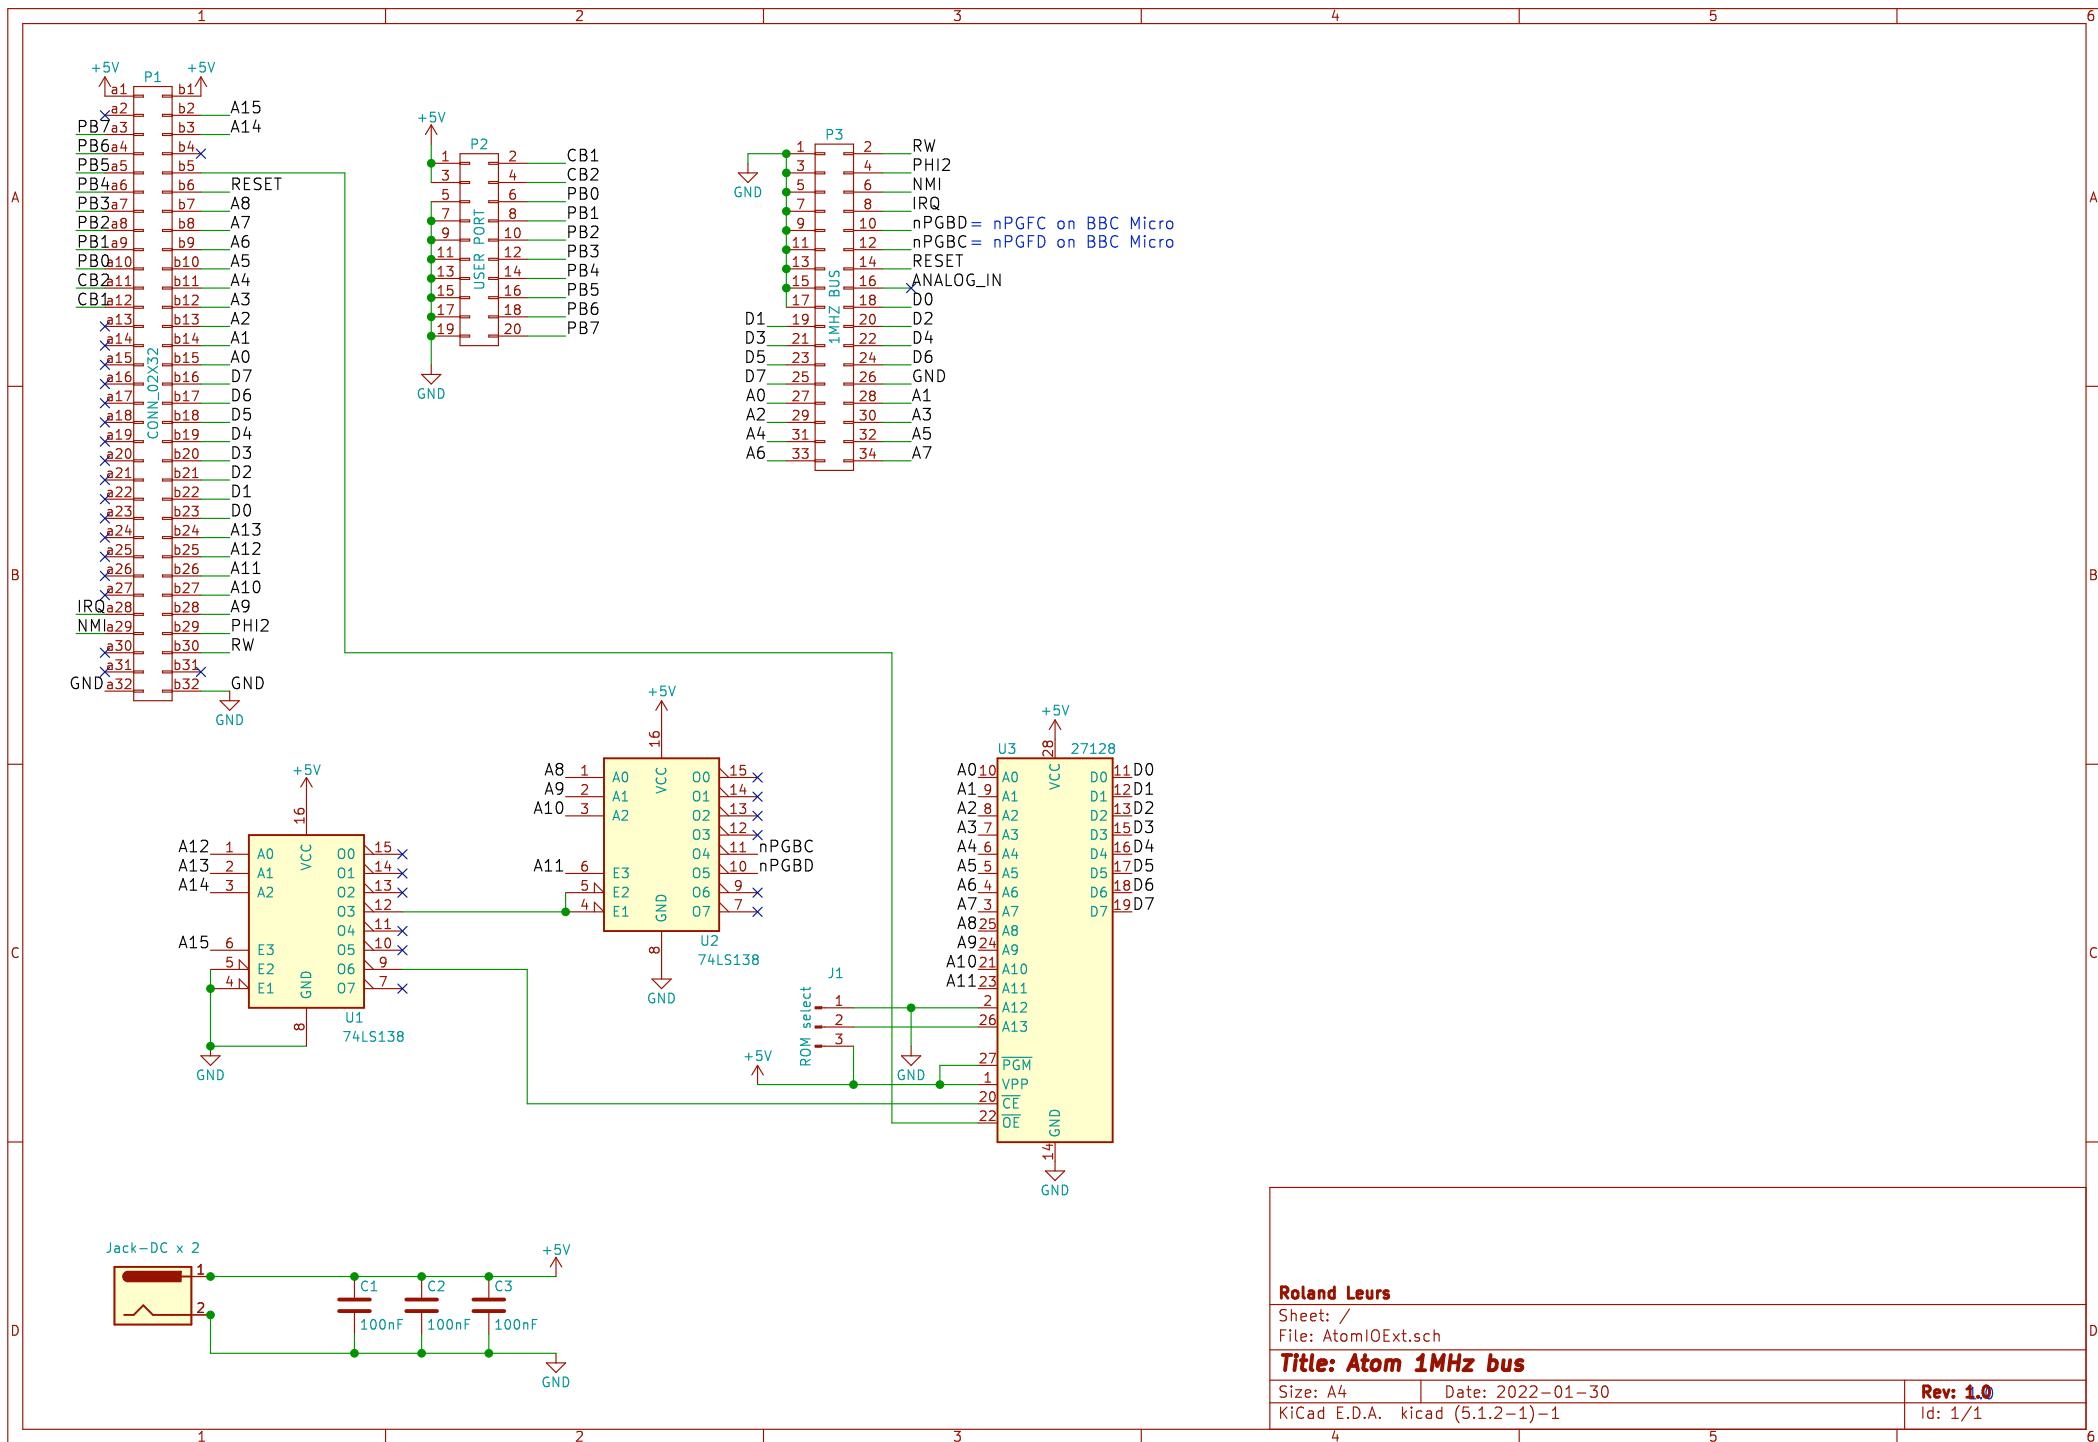 1 2 3 4 5 6
A
B
C
D
+5V +5V
P1
CONN_02X32
a1 b1
a2 b2 A15
PB7 a3 b3 A14
PB6 a4 b4
PB5 a5 b5
PB4 a6 b6 RESET
PB3 a7 b7 A8
PB2 a8 b8 A7
PB1 a9 b9 A6
PB0 a10 b10 A5
CB2 a11 b11 A4
CB1 a12 b12 A3
a13 b13 A2
a14 b14 A1
a15 b15 A0
a16 b16 D7
a17 b17 D6
a18 b18 D5
a19 b19 D4
a20 b20 D3
a21 b21 D2
a22 b22 D1
a23 b23 D0
a24 b24 A13
a25 b25 A12
a26 b26 A11
a27 b27 A10
IRQ a28 b28 A9
NMI a29 b29 PHI2
a30 b30 RW
a31 b31
GND a32 b32 GND
GND
+5V
P2
USER PORT
1 2 CB1
3 4 CB2
5 6 PB0
7 8 PB1
9 10 PB2
11 12 PB3
13 14 PB4
15 16 PB5
17 18 PB6
19 20 PB7
GND
P3
1MHZ BUS
GND
1 2 RW
3 4 PHI2
5 6 NMI
7 8 IRQ
9 10 nPGBD = nPGFC on BBC Micro
11 12 nPGBC = nPGFD on BBC Micro
13 14 RESET
15 16 ANALOG_IN
17 18 D0
D1 19 20 D2
D3 21 22 D4
D5 23 24 D6
D7 25 26 GND
A0 27 28 A1
A2 29 30 A3
A4 31 32 A5
A6 33 34 A7
+5V
16
VCC
A12 1 A0 O0 15
A13 2 A1 O1 14
A14 3 A2 O2 13
O3 12
O4 11
A15 6 E3 O5 10
5 E2 O6 9
4 E1 O7 7
GND
8
U1
74LS138
GND
+5V
16
VCC
A8 1 A0 O0 15
A9 2 A1 O1 14
A10 3 A2 O2 13
O3 12
O4 11 nPGBC
A11 6 E3 O5 10 nPGBD
5 E2 O6 9
4 E1 O7 7
GND
8
U2
74LS138
GND
+5V
U3 28 27128
VCC
A0 10 A0 D0 11 D0
A1 9 A1 D1 12 D1
A2 8 A2 D2 13 D2
A3 7 A3 D3 15 D3
A4 6 A4 D4 16 D4
A5 5 A5 D5 17 D5
A6 4 A6 D6 18 D6
A7 3 A7 D7 19 D7
A8 25 A8
A9 24 A9
A10 21 A10
A11 23 A11
2 A12
26 A13
27 PGM
1 VPP
20 CE
22 OE
GND
14
GND
J1
ROM select
1
2
3
+5V
GND
Jack-DC x 2
1
2
C1 C2 C3
100nF 100nF 100nF
+5V
GND
Roland Leurs
Sheet: /
File: AtomIOExt.sch
Title: Atom 1MHz bus
Size: A4 Date: 2022-01-30 Rev: 1.0
KiCad E.D.A. kicad (5.1.2-1)-1 Id: 1/1
A
B
C
D
1 2 3 4 5 6